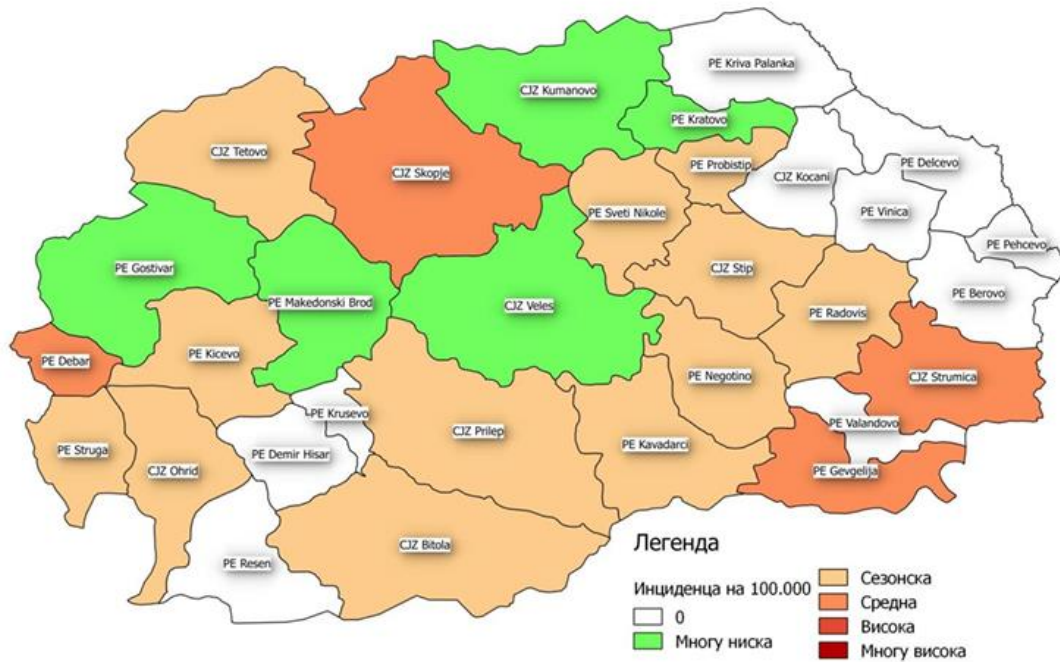 PE Kriva Palanka
CJZ Kumanovo
PE Kratovo
CJZ Tetovo
PE Probistip
PE Delcevo
CJZ Skopje
CJZ Kocani
PE Vinica
PE Sveti Nikole
PE Pehcevo
PE Gostivar
CJZ Stip
PE Berovo
PE Makedonski Brod
CJZ Veles
PE Radovis
PE Kicevo
PE Debar
PE Negotino
CJZ Strumica
PE Krusevo
PE Valandovo
CJZ Prilep
PE Kavadarci
PE Struga
PE Demir Hisar
CJZ Ohrid
PE Gevgelija
CJZ Bitola
PE Resen
Легенда
Инциденца на 100.000
0
Многу ниска
Сезонска
Средна
Висока
Многу висока